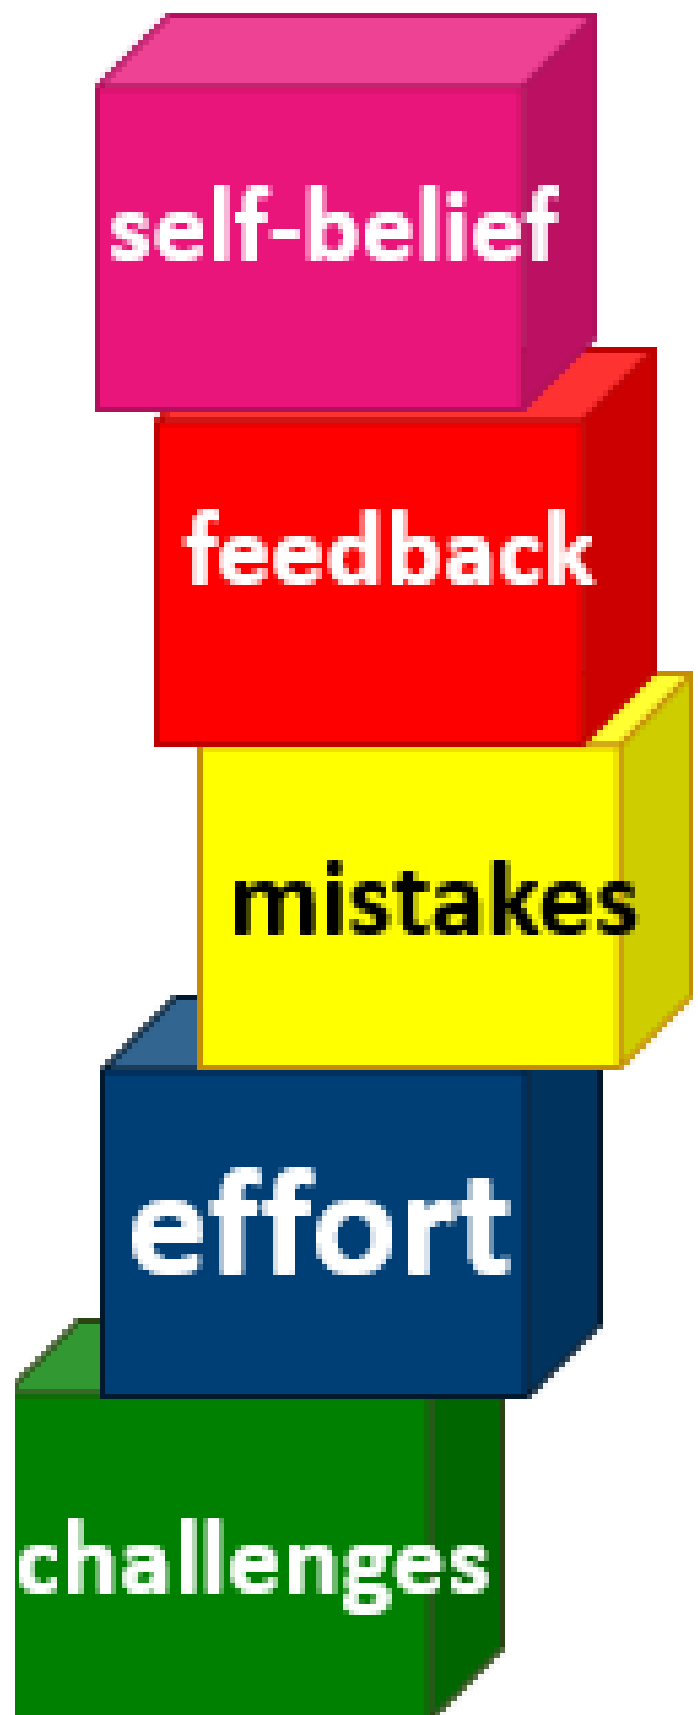 self-belief
feedback
mistakes
effort
challenges